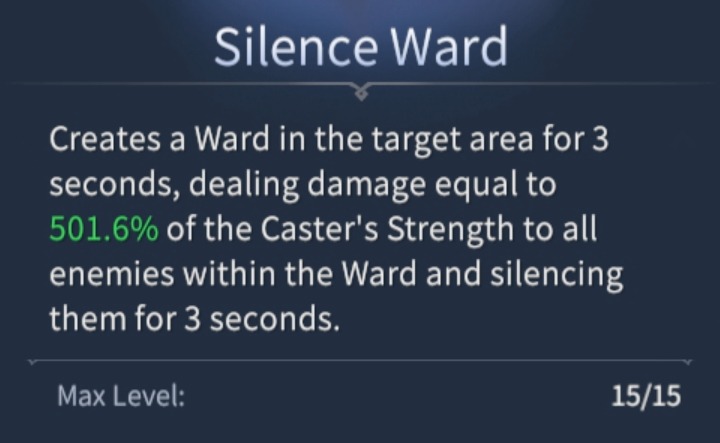 Silence Ward
Creates a Ward in the target area for 3
seconds, dealing damage equal to
501.6% of the Caster's Strength to all
enemies within the Ward and silencing
them for 3 seconds.
Max Level: 15/15